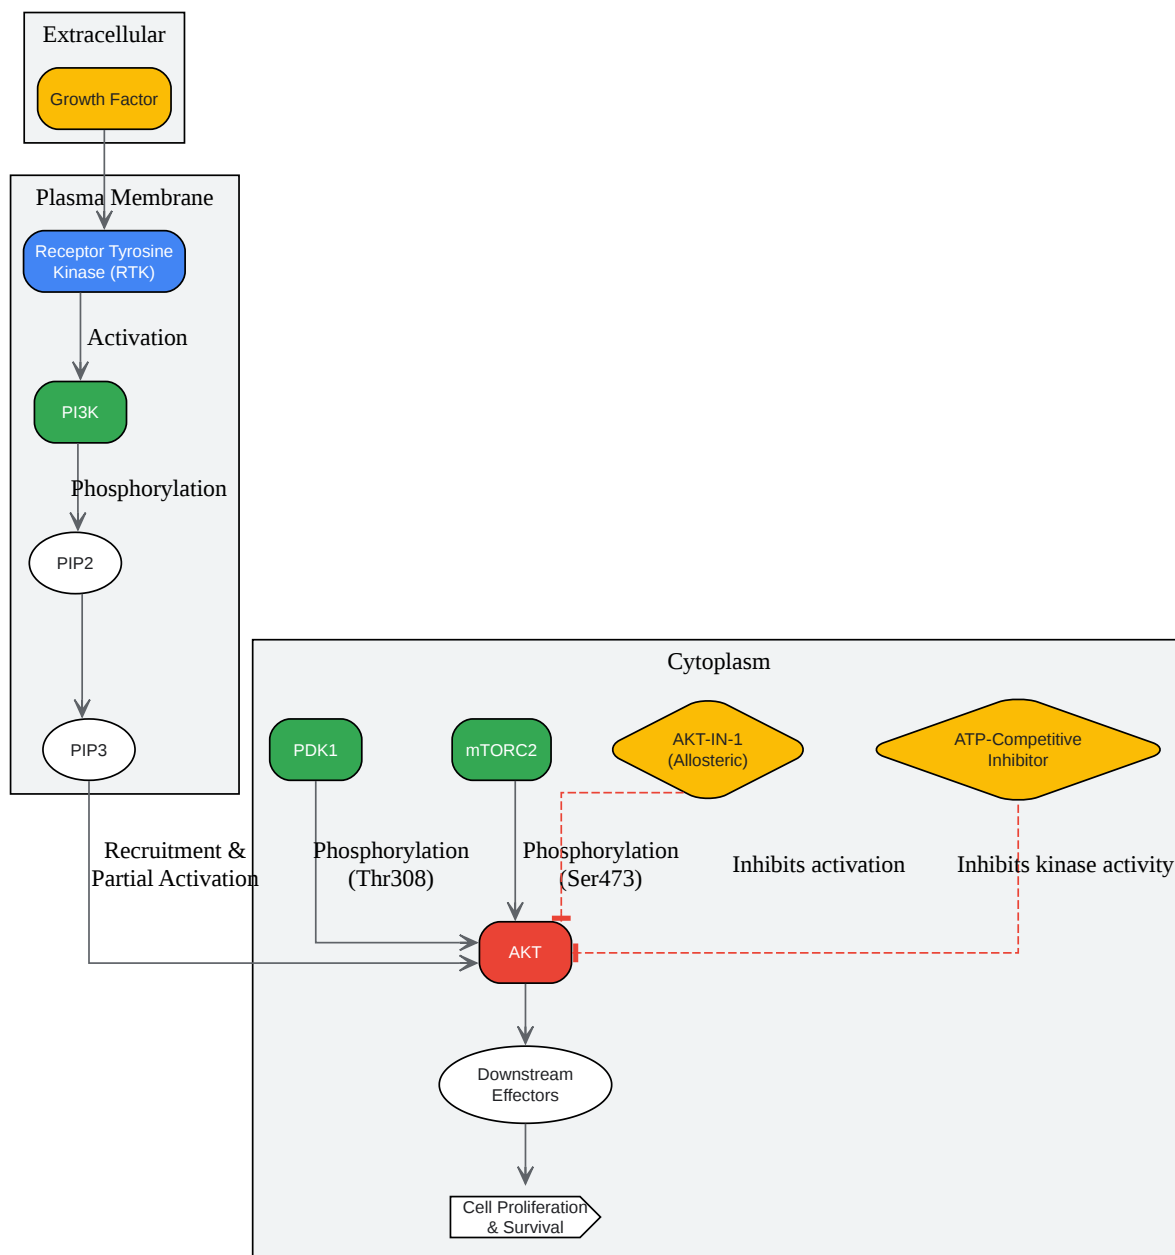 Extracellular
Growth Factor
Plasma Membrane
Receptor Tyrosine
Kinase (RTK)
Activation
PI3K
Phosphorylation
PIP2
PIP3
Recruitment &
Partial Activation
Cytoplasm
PDK1
mTORC2
AKT-IN-1
(Allosteric)
ATP-Competitive
Inhibitor
Phosphorylation
(Thr308)
Phosphorylation
(Ser473)
Inhibits activation
Inhibits kinase activity
AKT
Downstream
Effectors
Cell Proliferation
& Survival